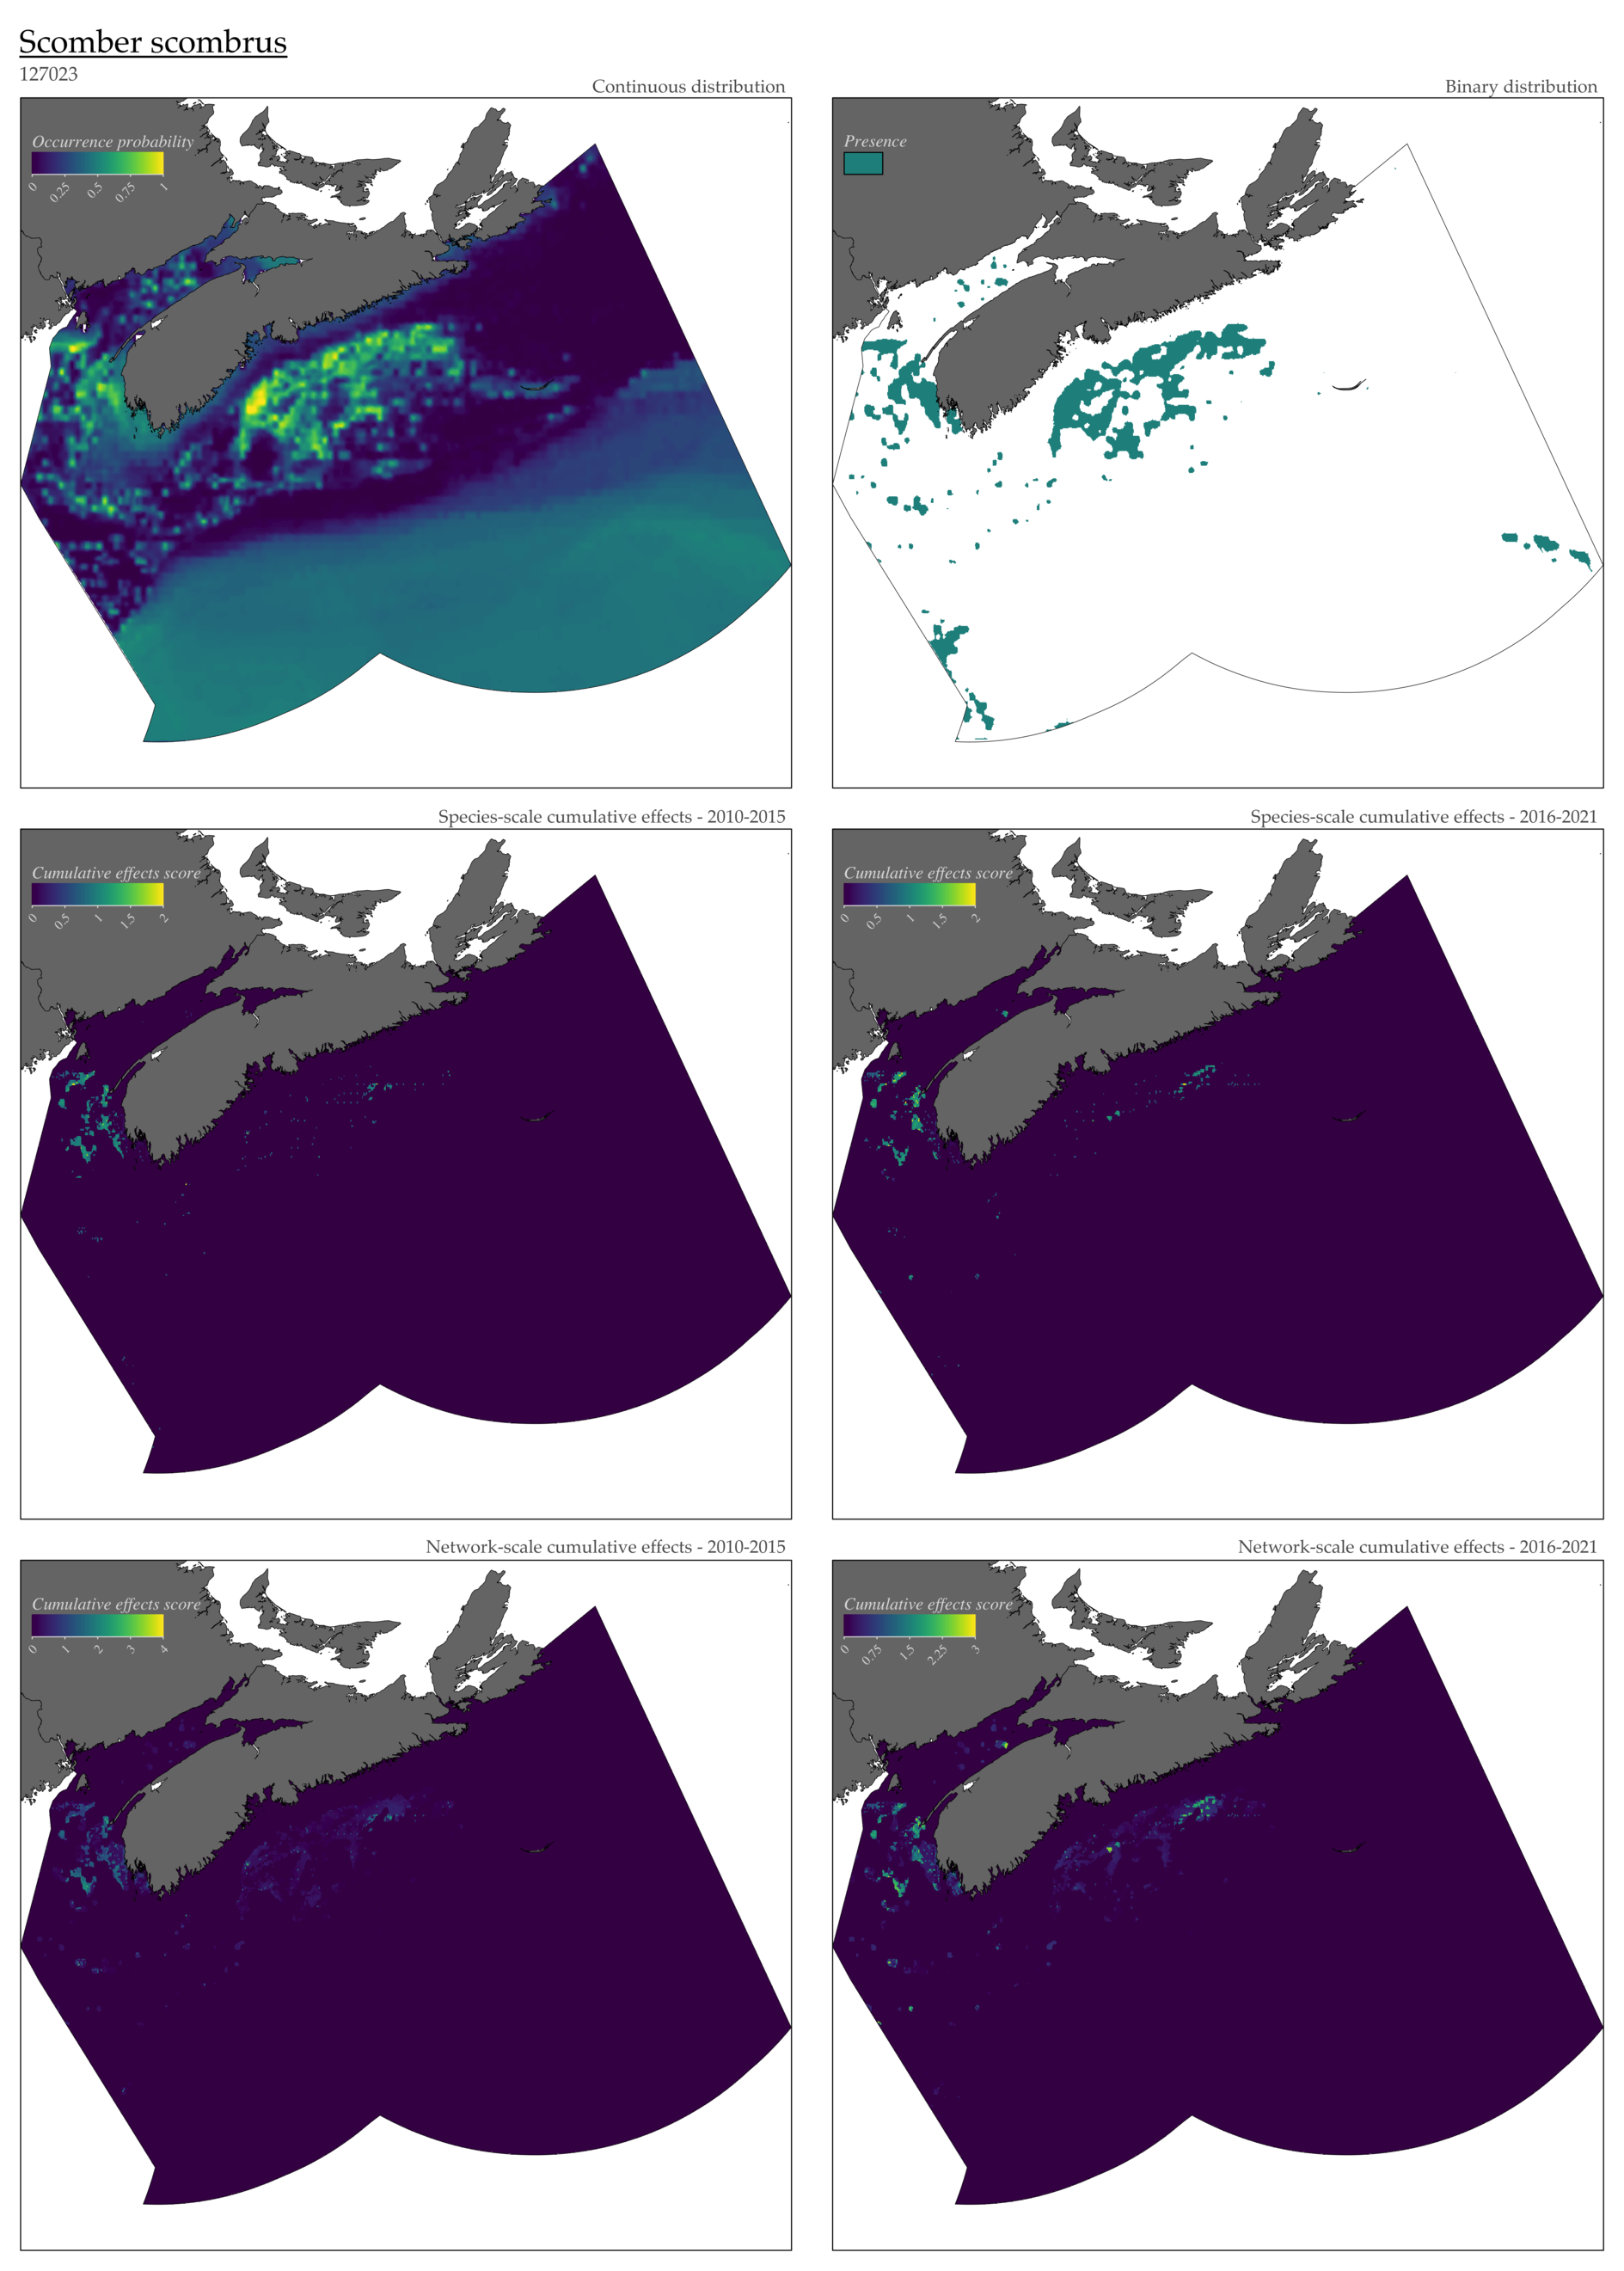 Scomber scombrus
127023
Continuous distribution
Occurrence probability
0 0.25 0.5 0.75 1
Binary distribution
Presence
Species-scale cumulative effects - 2010-2015
Cumulative effects score
0 0.5 1 1.5 2
Species-scale cumulative effects - 2016-2021
Cumulative effects score
0 0.5 1 1.5 2
Network-scale cumulative effects - 2010-2015
Cumulative effects score
0 1 2 3 4
Network-scale cumulative effects - 2016-2021
Cumulative effects score
0 0.75 1.5 2.25 3